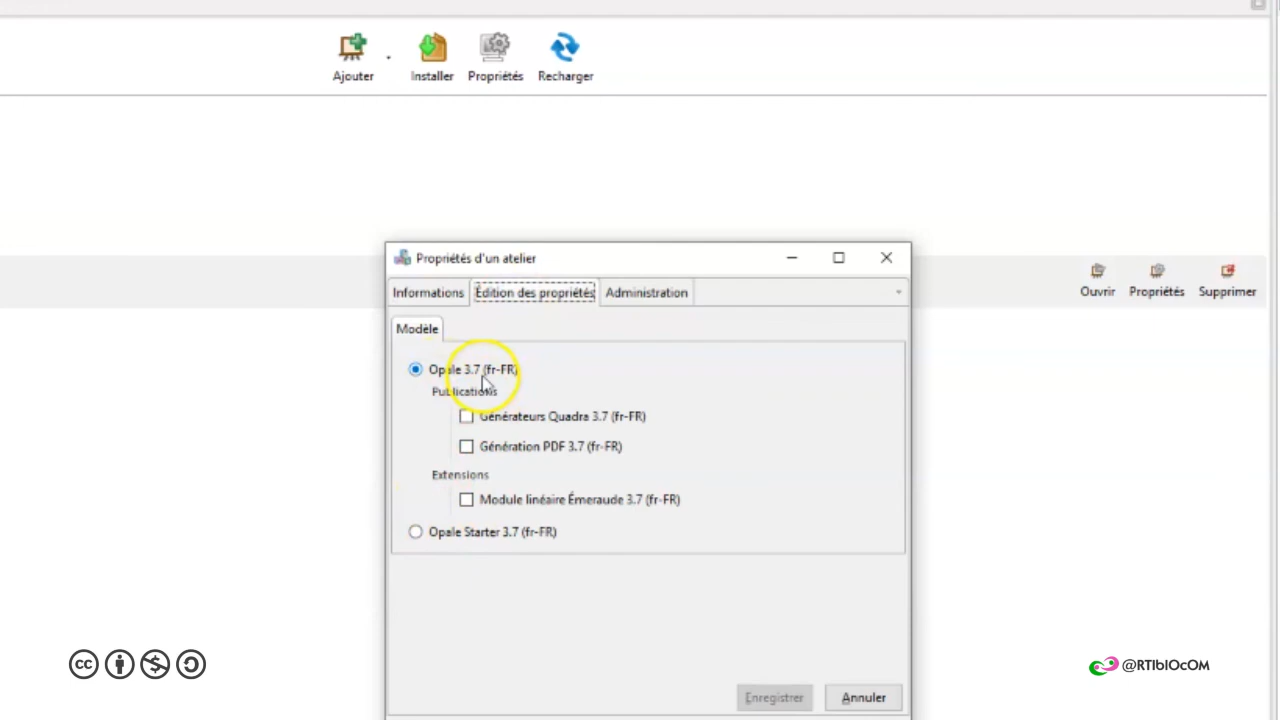 Ajouter
Installer
Propriétés
Recharger
Propriétés d'un atelier
Informations
Édition des propriétés
Administration
Ouvrir
Propriétés
Supprimer
Modèle
Opale 3.7 (fr-FR)
Publications
Générateurs Quadra 3.7 (fr-FR)
Génération PDF 3.7 (fr-FR)
Extensions
Module linéaire Émeraude 3.7 (fr-FR)
Opale Starter 3.7 (fr-FR)
cc
@RTIbIOcOM
Enregistrer
Annuler